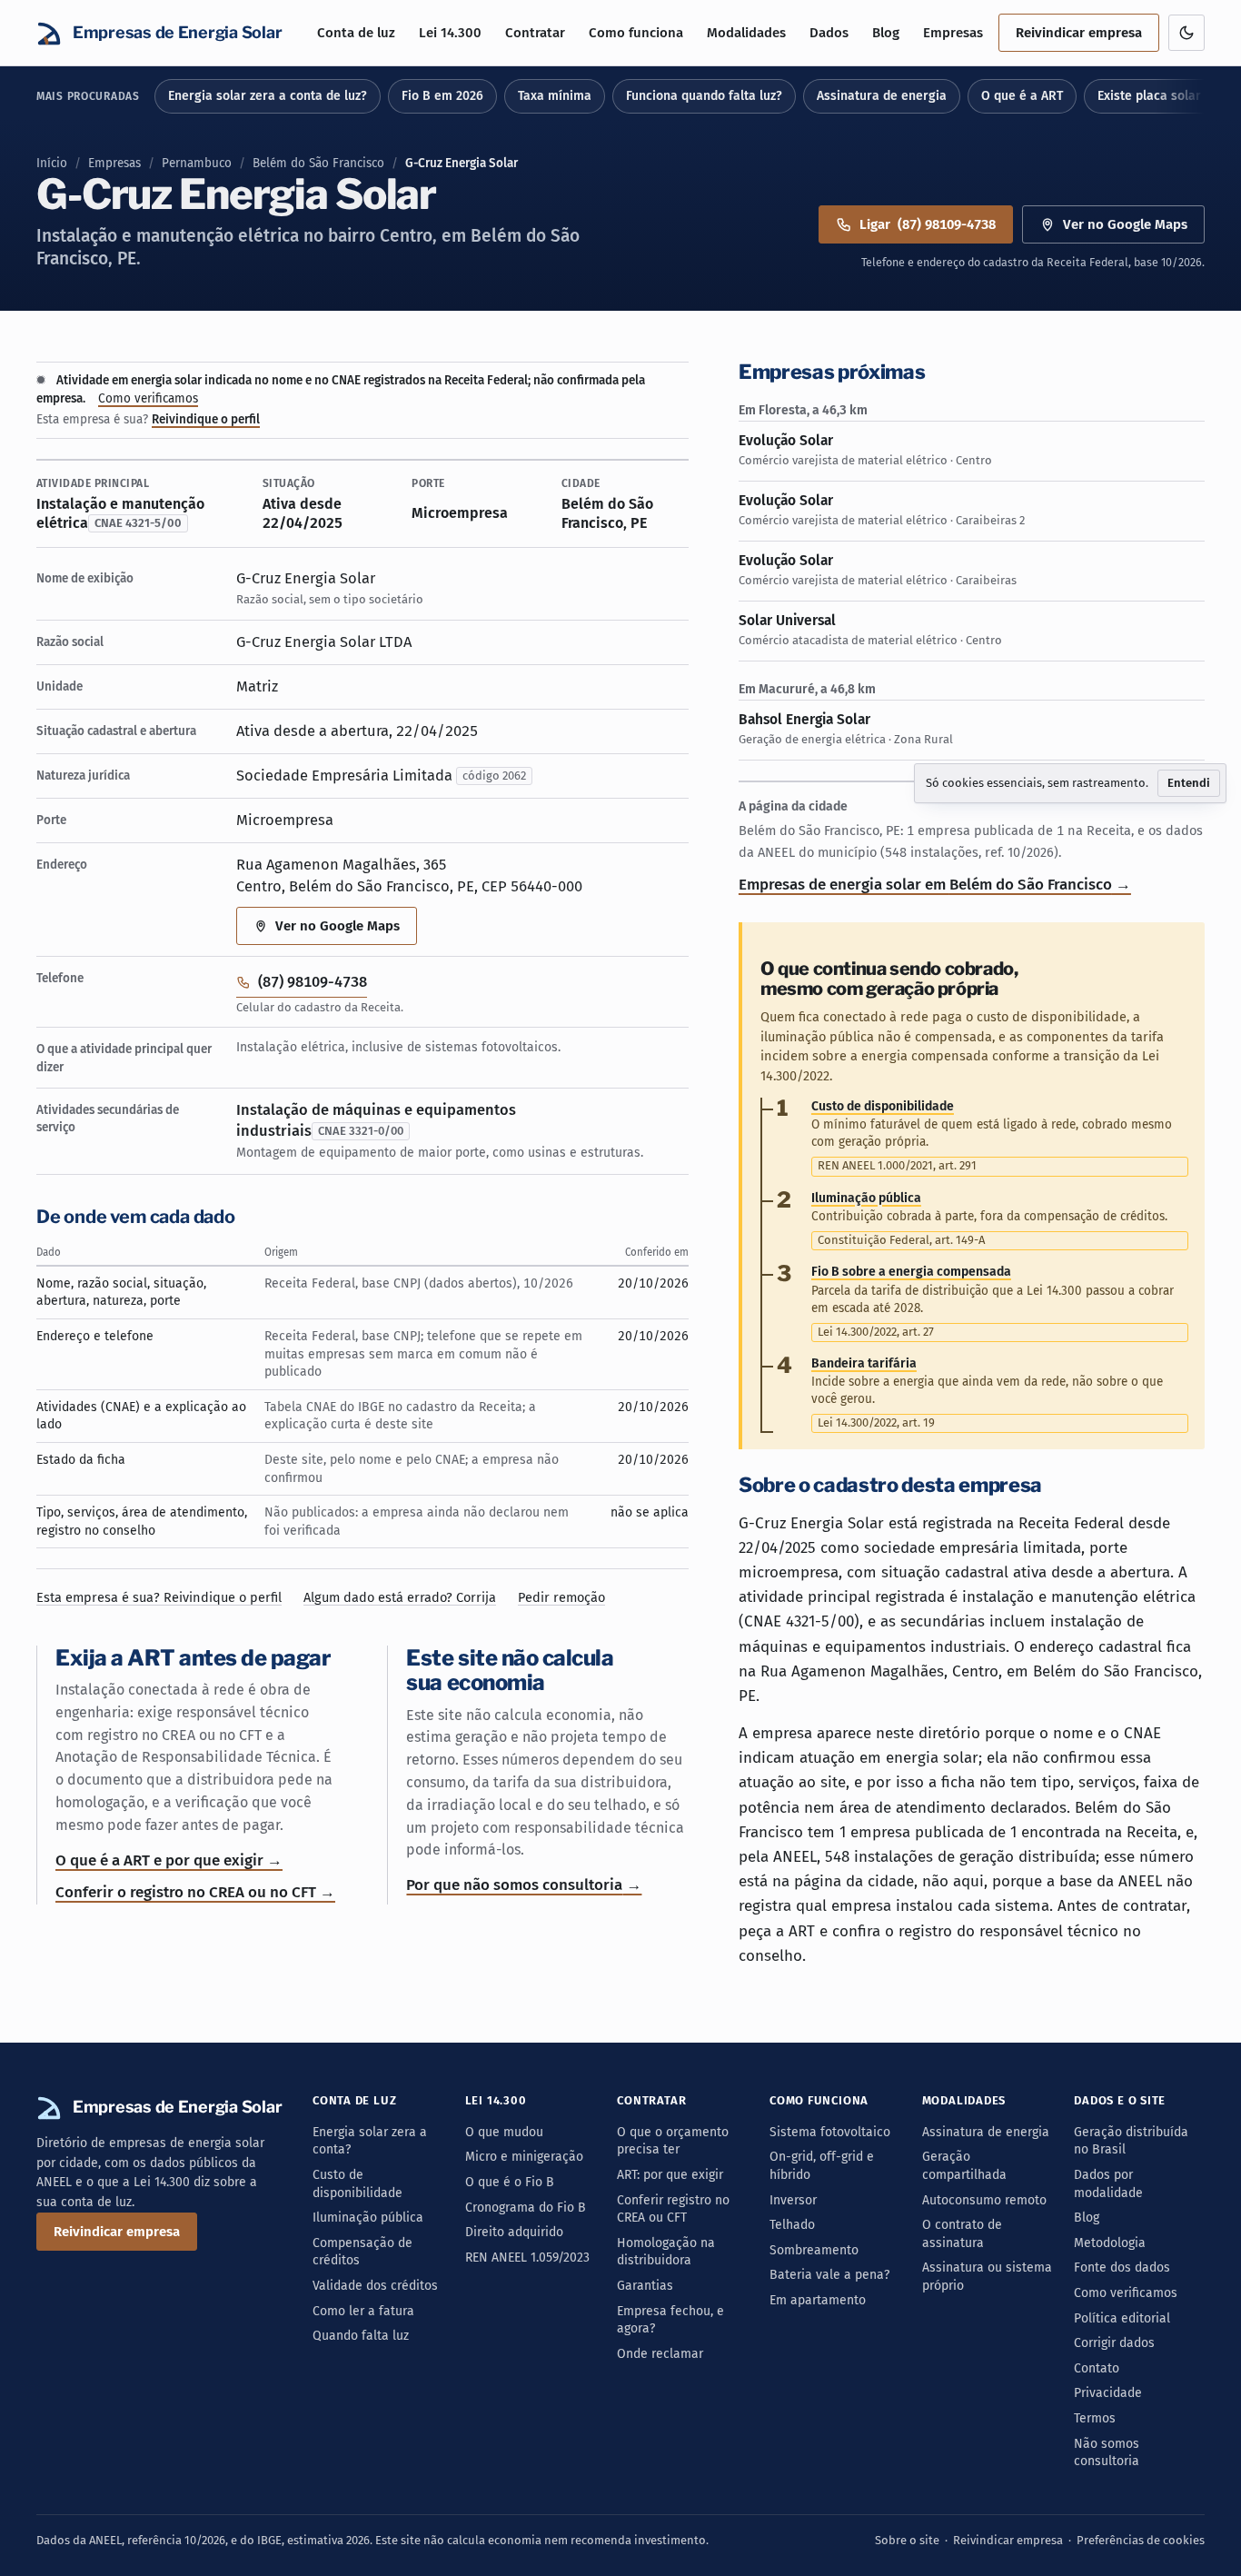 Empresas de Energia Solar
Conta de luz
Lei 14.300
Contratar
Como funciona
Modalidades
Dados
Blog
Empresas
Reivindicar empresa
MAIS PROCURADAS
Energia solar zera a conta de luz?
Fio B em 2026
Taxa mínima
Funciona quando falta luz?
Assinatura de energia
O que é a ART
Existe placa solar
Início / Empresas / Pernambuco / Belém do São Francisco / G-Cruz Energia Solar
G-Cruz Energia Solar
Instalação e manutenção elétrica no bairro Centro, em Belém do São
Francisco, PE.
Ligar (87) 98109-4738
Ver no Google Maps
Telefone e endereço do cadastro da Receita Federal, base 10/2026.
Atividade em energia solar indicada no nome e no CNAE registrados na Receita Federal; não confirmada pela
empresa. Como verificamos
Esta empresa é sua? Reivindique o perfil
ATIVIDADE PRINCIPAL
Instalação e manutenção
elétrica CNAE 4321-5/00
SITUAÇÃO
Ativa desde
22/04/2025
PORTE
Microempresa
CIDADE
Belém do São
Francisco, PE
Nome de exibição
G-Cruz Energia Solar
Razão social, sem o tipo societário
Razão social
G-Cruz Energia Solar LTDA
Unidade
Matriz
Situação cadastral e abertura
Ativa desde a abertura, 22/04/2025
Natureza jurídica
Sociedade Empresária Limitada código 2062
Porte
Microempresa
Endereço
Rua Agamenon Magalhães, 365
Centro, Belém do São Francisco, PE, CEP 56440-000
Ver no Google Maps
Telefone
(87) 98109-4738
Celular do cadastro da Receita.
O que a atividade principal quer
dizer
Instalação elétrica, inclusive de sistemas fotovoltaicos.
Atividades secundárias de
serviço
Instalação de máquinas e equipamentos
industriais CNAE 3321-0/00
Montagem de equipamento de maior porte, como usinas e estruturas.
De onde vem cada dado
Dado
Origem
Conferido em
Nome, razão social, situação,
abertura, natureza, porte
Receita Federal, base CNPJ (dados abertos), 10/2026
20/10/2026
Endereço e telefone
Receita Federal, base CNPJ; telefone que se repete em
muitas empresas sem marca em comum não é
publicado
20/10/2026
Atividades (CNAE) e a explicação ao
lado
Tabela CNAE do IBGE no cadastro da Receita; a
explicação curta é deste site
20/10/2026
Estado da ficha
Deste site, pelo nome e pelo CNAE; a empresa não
confirmou
20/10/2026
Tipo, serviços, área de atendimento,
registro no conselho
Não publicados: a empresa ainda não declarou nem
foi verificada
não se aplica
Esta empresa é sua? Reivindique o perfil
Algum dado está errado? Corrija
Pedir remoção
Exija a ART antes de pagar
Instalação conectada à rede é obra de
engenharia: exige responsável técnico
com registro no CREA ou no CFT e a
Anotação de Responsabilidade Técnica. É
o documento que a distribuidora pede na
homologação, e a verificação que você
mesmo pode fazer antes de pagar.
O que é a ART e por que exigir →
Conferir o registro no CREA ou no CFT →
Este site não calcula
sua economia
Este site não calcula economia, não
estima geração e não projeta tempo de
retorno. Esses números dependem do seu
consumo, da tarifa da sua distribuidora,
da irradiação local e do seu telhado, e só
um projeto com responsabilidade técnica
pode informá-los.
Por que não somos consultoria →
Empresas próximas
Em Floresta, a 46,3 km
Evolução Solar
Comércio varejista de material elétrico · Centro
Evolução Solar
Comércio varejista de material elétrico · Caraibeiras 2
Evolução Solar
Comércio varejista de material elétrico · Caraibeiras
Solar Universal
Comércio atacadista de material elétrico · Centro
Em Macururé, a 46,8 km
Bahsol Energia Solar
Geração de energia elétrica · Zona Rural
Só cookies essenciais, sem rastreamento.
Entendi
A página da cidade
Belém do São Francisco, PE: 1 empresa publicada de 1 na Receita, e os dados
da ANEEL do município (548 instalações, ref. 10/2026).
Empresas de energia solar em Belém do São Francisco →
O que continua sendo cobrado,
mesmo com geração própria
Quem fica conectado à rede paga o custo de disponibilidade, a
iluminação pública não é compensada, e as componentes da tarifa
incidem sobre a energia compensada conforme a transição da Lei
14.300/2022.
1
Custo de disponibilidade
O mínimo faturável de quem está ligado à rede, cobrado mesmo
com geração própria.
REN ANEEL 1.000/2021, art. 291
2
Iluminação pública
Contribuição cobrada à parte, fora da compensação de créditos.
Constituição Federal, art. 149-A
3
Fio B sobre a energia compensada
Parcela da tarifa de distribuição que a Lei 14.300 passou a cobrar
em escada até 2028.
Lei 14.300/2022, art. 27
4
Bandeira tarifária
Incide sobre a energia que ainda vem da rede, não sobre o que
você gerou.
Lei 14.300/2022, art. 19
Sobre o cadastro desta empresa
G-Cruz Energia Solar está registrada na Receita Federal desde
22/04/2025 como sociedade empresária limitada, porte
microempresa, com situação cadastral ativa desde a abertura. A
atividade principal registrada é instalação e manutenção elétrica
(CNAE 4321-5/00), e as secundárias incluem instalação de
máquinas e equipamentos industriais. O endereço cadastral fica
na Rua Agamenon Magalhães, Centro, em Belém do São Francisco,
PE.
A empresa aparece neste diretório porque o nome e o CNAE
indicam atuação em energia solar; ela não confirmou essa
atuação ao site, e por isso a ficha não tem tipo, serviços, faixa de
potência nem área de atendimento declarados. Belém do São
Francisco tem 1 empresa publicada de 1 encontrada na Receita, e,
pela ANEEL, 548 instalações de geração distribuída; esse número
está na página da cidade, não aqui, porque a base da ANEEL não
registra qual empresa instalou cada sistema. Antes de contratar,
peça a ART e confira o registro do responsável técnico no
conselho.
Empresas de Energia Solar
Diretório de empresas de energia solar
por cidade, com os dados públicos da
ANEEL e o que a Lei 14.300 diz sobre a
sua conta de luz.
Reivindicar empresa
CONTA DE LUZ
Energia solar zera a
conta?
Custo de
disponibilidade
Iluminação pública
Compensação de
créditos
Validade dos créditos
Como ler a fatura
Quando falta luz
LEI 14.300
O que mudou
Micro e minigeração
O que é o Fio B
Cronograma do Fio B
Direito adquirido
REN ANEEL 1.059/2023
CONTRATAR
O que o orçamento
precisa ter
ART: por que exigir
Conferir registro no
CREA ou CFT
Homologação na
distribuidora
Garantias
Empresa fechou, e
agora?
Onde reclamar
COMO FUNCIONA
Sistema fotovoltaico
On-grid, off-grid e
híbrido
Inversor
Telhado
Sombreamento
Bateria vale a pena?
Em apartamento
MODALIDADES
Assinatura de energia
Geração
compartilhada
Autoconsumo remoto
O contrato de
assinatura
Assinatura ou sistema
próprio
DADOS E O SITE
Geração distribuída
no Brasil
Dados por
modalidade
Blog
Metodologia
Fonte dos dados
Como verificamos
Política editorial
Corrigir dados
Contato
Privacidade
Termos
Não somos
consultoria
Dados da ANEEL, referência 10/2026, e do IBGE, estimativa 2026. Este site não calcula economia nem recomenda investimento.
Sobre o site · Reivindicar empresa · Preferências de cookies